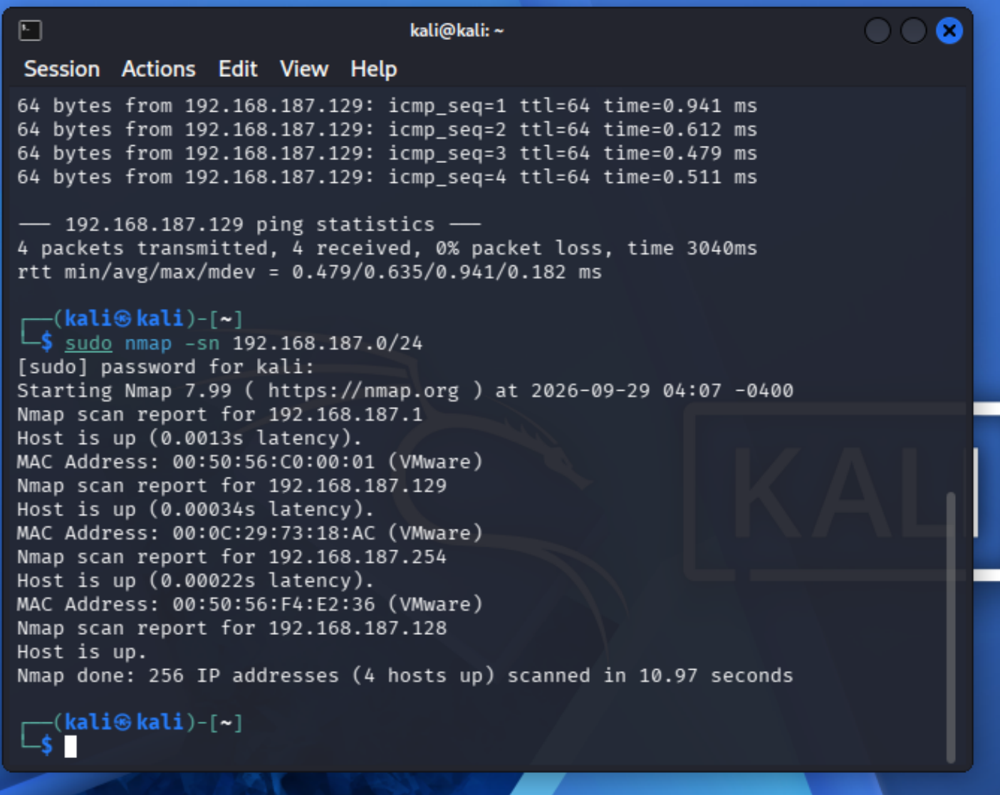 kali@kali: ~
Session Actions Edit View Help
64 bytes from 192.168.187.129: icmp_seq=1 ttl=64 time=0.941 ms
64 bytes from 192.168.187.129: icmp_seq=2 ttl=64 time=0.612 ms
64 bytes from 192.168.187.129: icmp_seq=3 ttl=64 time=0.479 ms
64 bytes from 192.168.187.129: icmp_seq=4 ttl=64 time=0.511 ms
--- 192.168.187.129 ping statistics ---
4 packets transmitted, 4 received, 0% packet loss, time 3040ms
rtt min/avg/max/mdev = 0.479/0.635/0.941/0.182 ms
┌──(kali㉿kali)-[~]
└─$ sudo nmap -sn 192.168.187.0/24
[sudo] password for kali:
Starting Nmap 7.99 ( https://nmap.org ) at 2026-09-29 04:07 -0400
Nmap scan report for 192.168.187.1
Host is up (0.0013s latency).
MAC Address: 00:50:56:C0:00:01 (VMware)
Nmap scan report for 192.168.187.129
Host is up (0.00034s latency).
MAC Address: 00:0C:29:73:18:AC (VMware)
Nmap scan report for 192.168.187.254
Host is up (0.00022s latency).
MAC Address: 00:50:56:F4:E2:36 (VMware)
Nmap scan report for 192.168.187.128
Host is up.
Nmap done: 256 IP addresses (4 hosts up) scanned in 10.97 seconds
┌──(kali㉿kali)-[~]
└─$
KALI